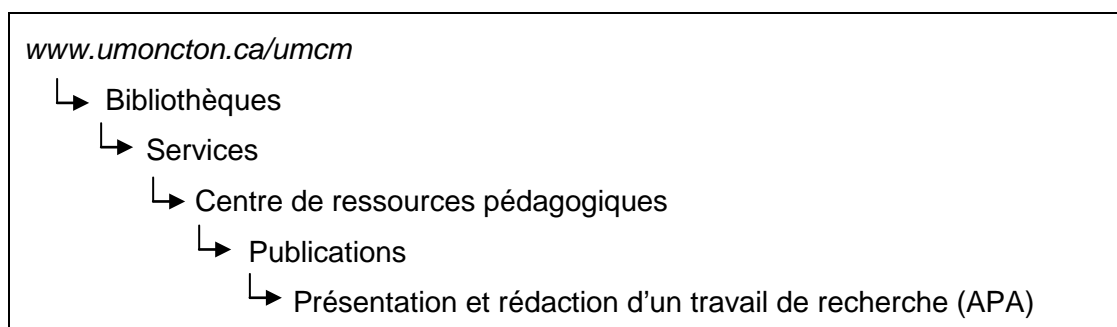 www.umoncton.ca/umcm
Bibliothèques
Services
Centre de ressources pédagogiques
Publications
Présentation et rédaction d'un travail de recherche (APA)